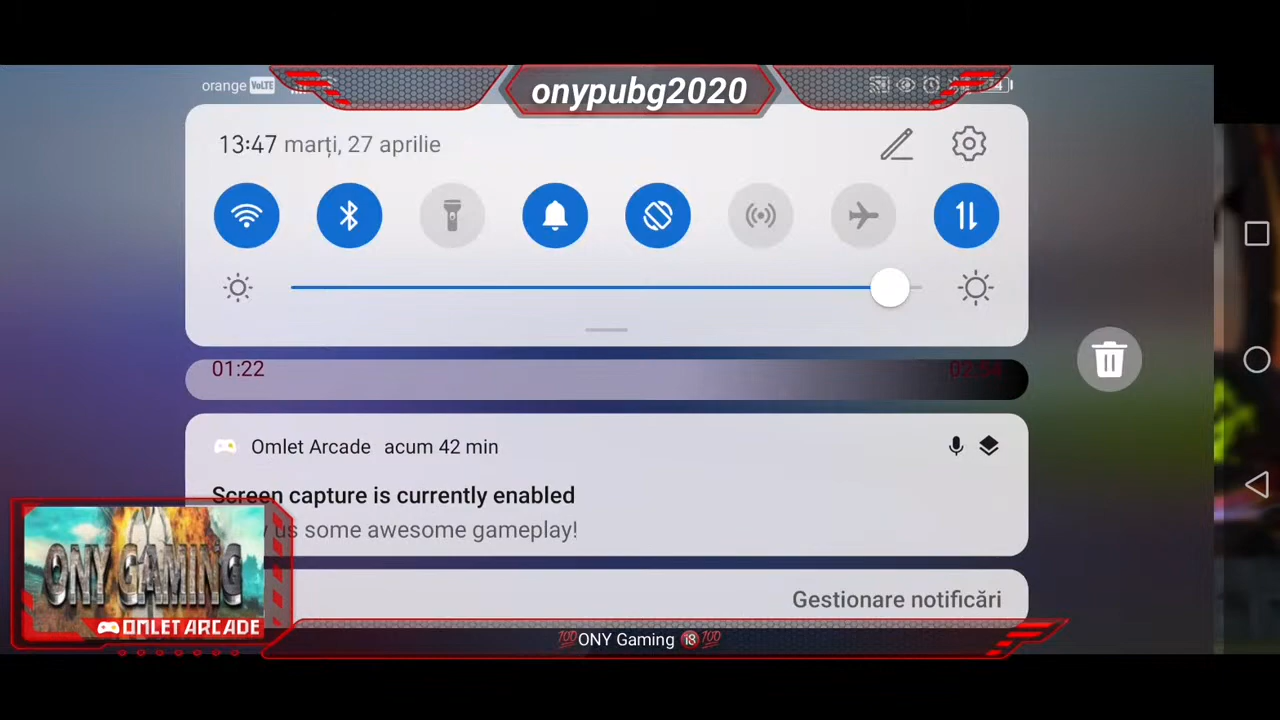 onypubg2020
orange VoLTE
13:47 marți, 27 aprilie
01:22
Omlet Arcade acum 42 min
Screen capture is currently enabled
us some awesome gameplay!
ONY GAMING
OMLET ARCADE
Gestionare notificări
💯ONY Gaming 🔞💯